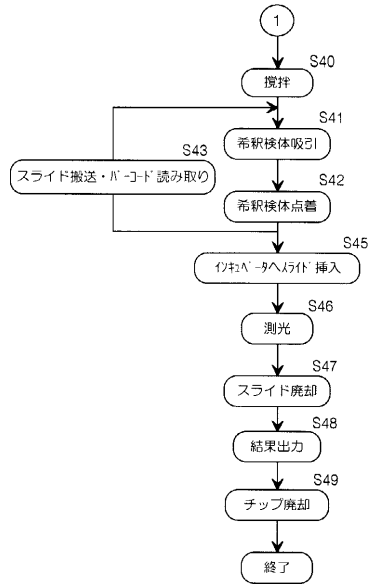 1
S40
攪拌
S41
希釈検体吸引
S43
スライド搬送・バーコード読み取り
S42
希釈検体点着
S45
インキュベータへスライド挿入
S46
測光
S47
スライド廃却
S48
結果出力
S49
チップ廃却
終了